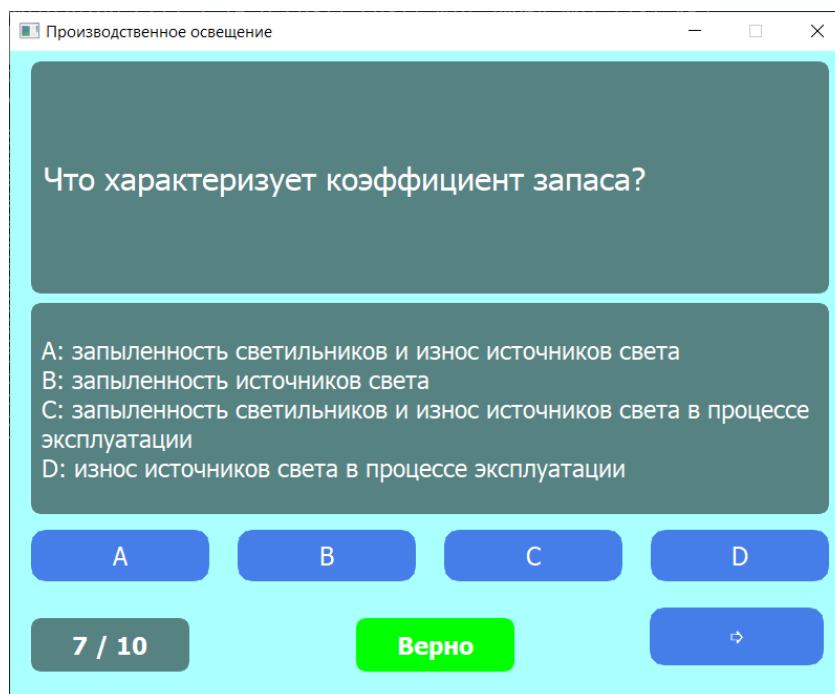 Производственное освещение
Что характеризует коэффициент запаса?
A: запыленность светильников и износ источников света
B: запыленность источников света
C: запыленность светильников и износ источников света в процессе
эксплуатации
D: износ источников света в процессе эксплуатации
A
B
C
D
7 / 10
Верно
➩